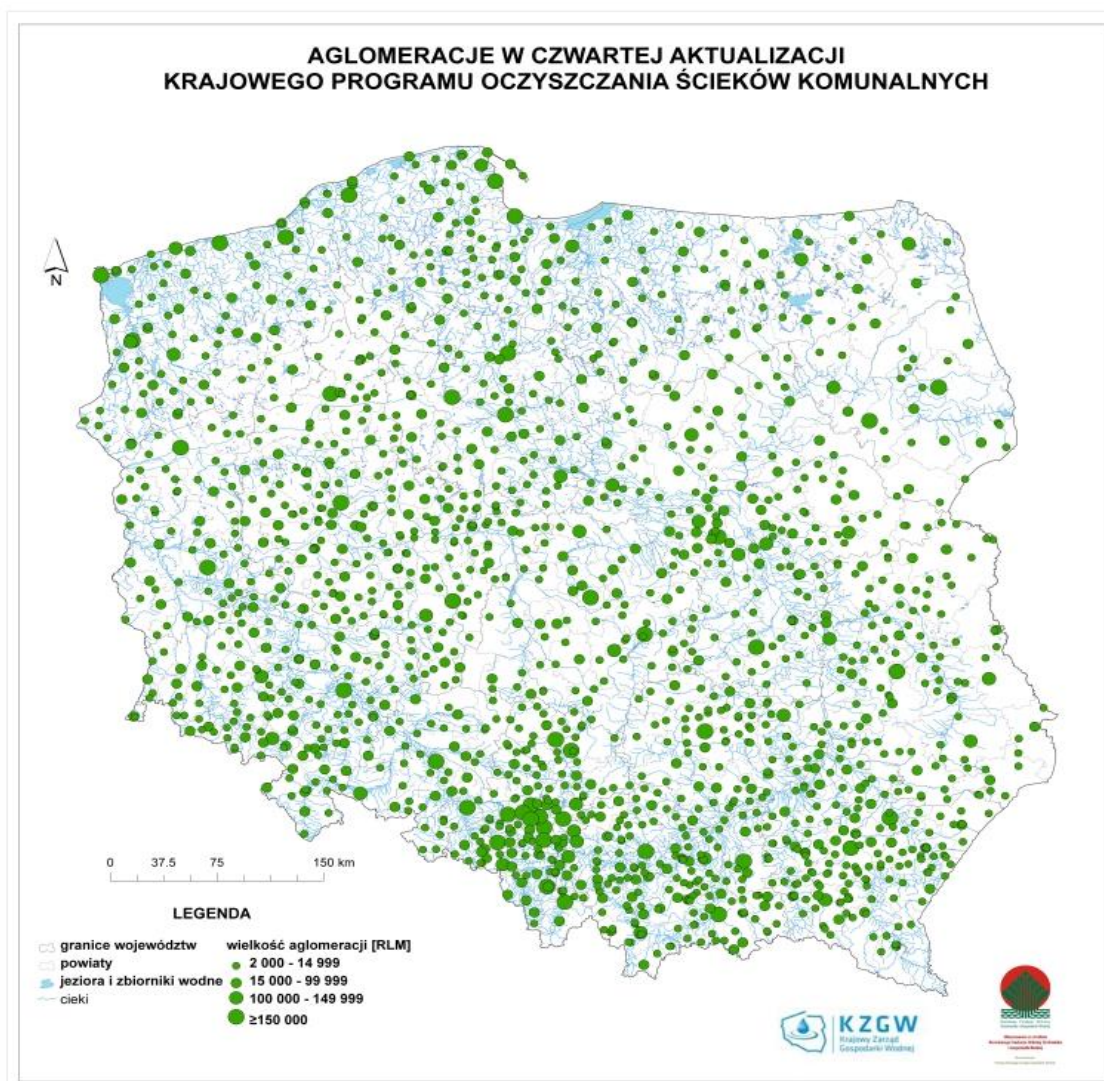 AGLOMERACJE W CZWARTEJ AKTUALIZACJI
KRAJOWEGO PROGRAMU OCZYSZCZANIA ŚCIEKÓW KOMUNALNYCH
N
0 37.5 75 150 km
LEGENDA
granice województw
powiaty
jeziora i zbiorniki wodne
cieki
wielkość aglomeracji [RLM]
2 000 - 14 999
15 000 - 99 999
100 000 - 149 999
≥150 000
KZGW
Krajowy Zarząd
Gospodarki Wodnej